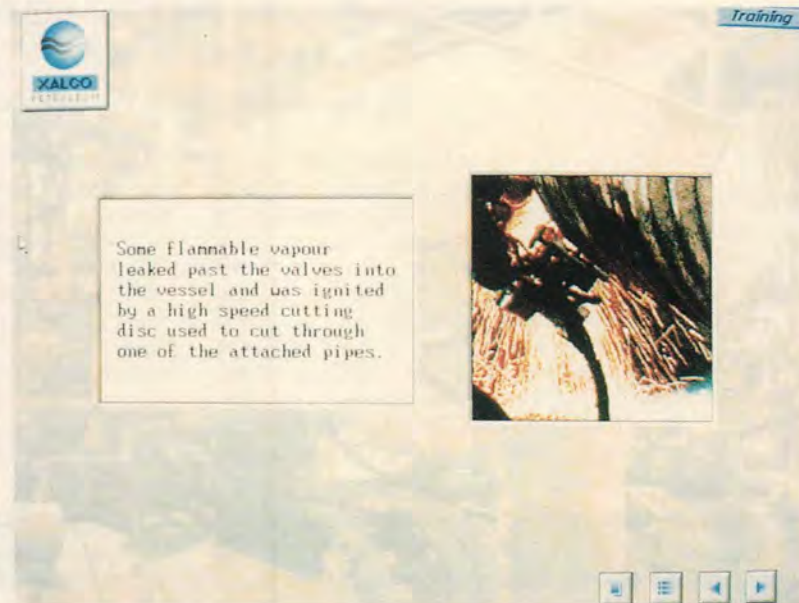 Training
XALCO
PETROLEUM
Some flammable vapour
leaked past the valves into
the vessel and was ignited
by a high speed cutting
disc used to cut through
one of the attached pipes.